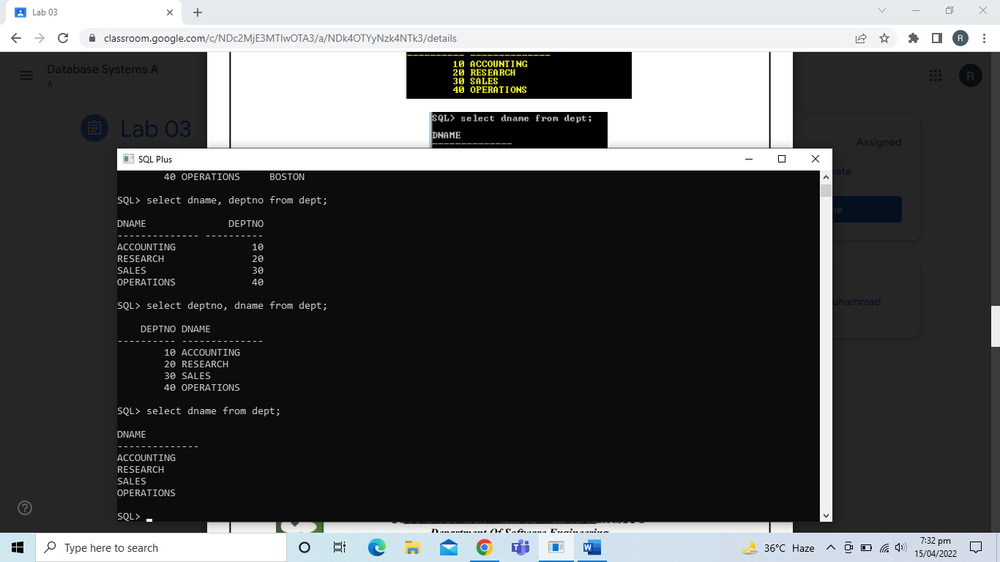 Lab 03
classroom.google.com/c/NDc2MjE3MTIwOTA3/a/NDk4OTYyNzk4NTk3/details
R
Database Systems A
A
R
Lab 03
Assigned
---------- --------------
10 ACCOUNTING
20 RESEARCH
30 SALES
40 OPERATIONS
SQL> select dname from dept;
DNAME
--------------
SQL Plus
40 OPERATIONS BOSTON
SQL> select dname, deptno from dept;
DNAME DEPTNO
-------------- ----------
ACCOUNTING 10
RESEARCH 20
SALES 30
OPERATIONS 40
SQL> select deptno, dname from dept;
DEPTNO DNAME
---------- --------------
10 ACCOUNTING
20 RESEARCH
30 SALES
40 OPERATIONS
SQL> select dname from dept;
DNAME
--------------
ACCOUNTING
RESEARCH
SALES
OPERATIONS
SQL>
eate
ne
uhammad
Department Of Software Engineering
Type here to search
36°C Haze
7:32 pm
15/04/2022